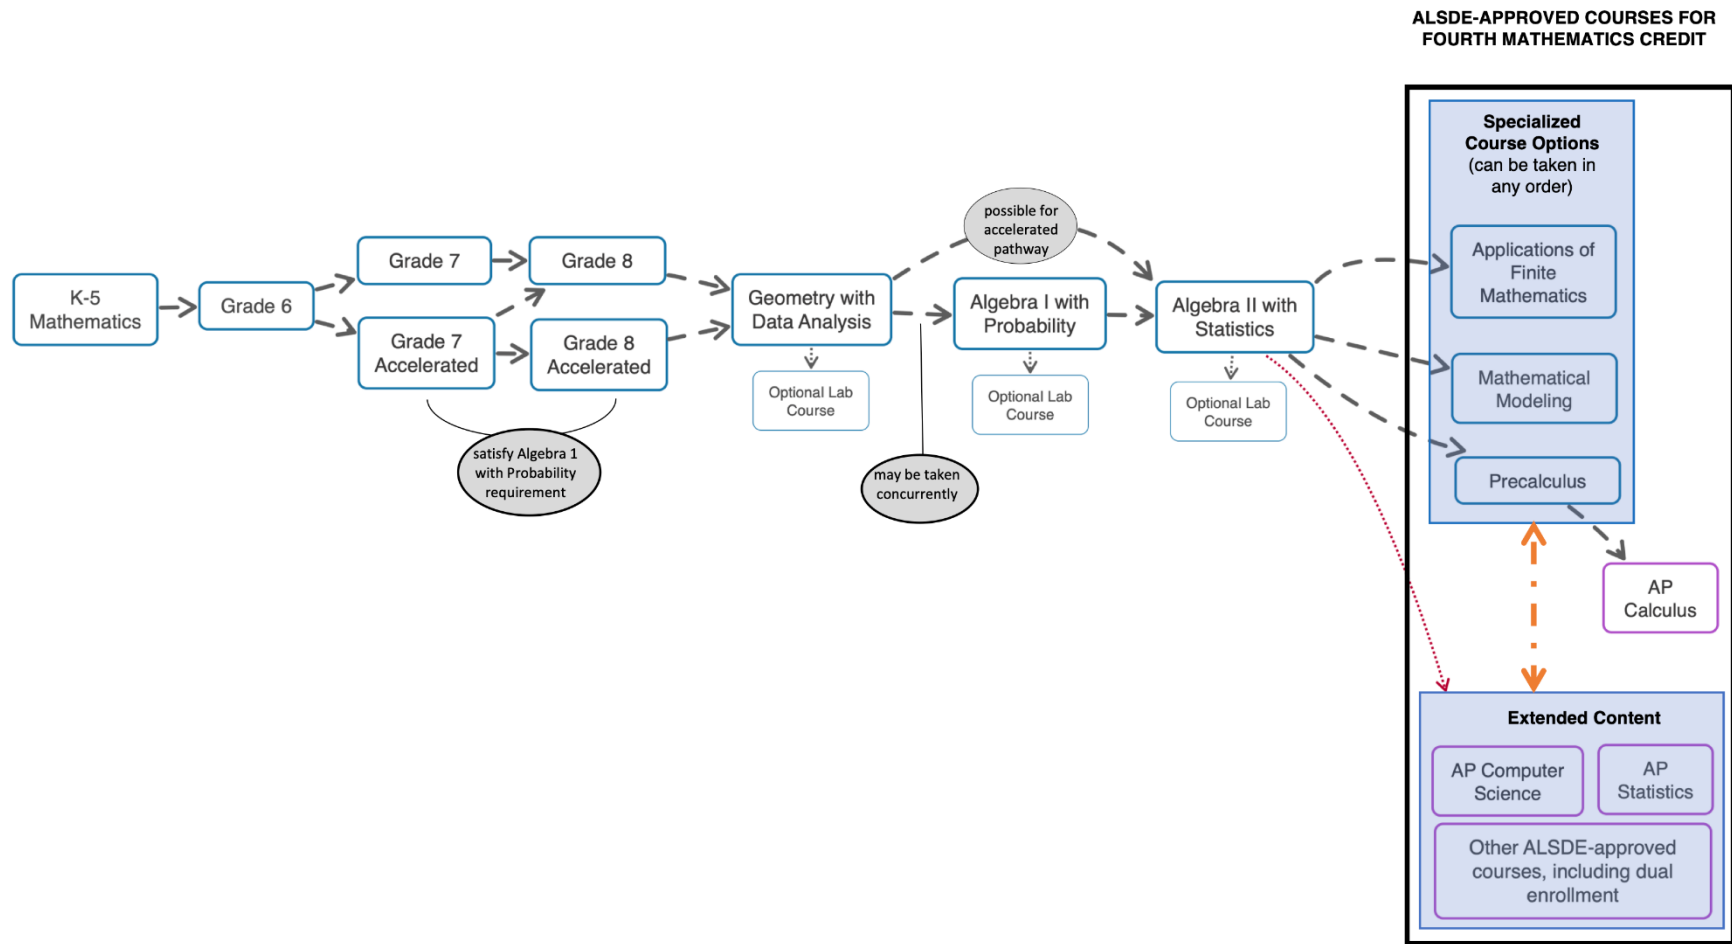 ALSDE-APPROVED COURSES FOR
FOURTH MATHEMATICS CREDIT
K-5
Mathematics
Grade 6
Grade 7
Grade 8
Grade 7
Accelerated
Grade 8
Accelerated
satisfy Algebra 1
with Probability
requirement
Geometry with
Data Analysis
Optional Lab
Course
may be taken
concurrently
possible for
accelerated
pathway
Algebra I with
Probability
Optional Lab
Course
Algebra II with
Statistics
Optional Lab
Course
Specialized
Course Options
(can be taken in
any order)
Applications of
Finite
Mathematics
Mathematical
Modeling
Precalculus
AP
Calculus
Extended Content
AP Computer
Science
AP
Statistics
Other ALSDE-approved
courses, including dual
enrollment